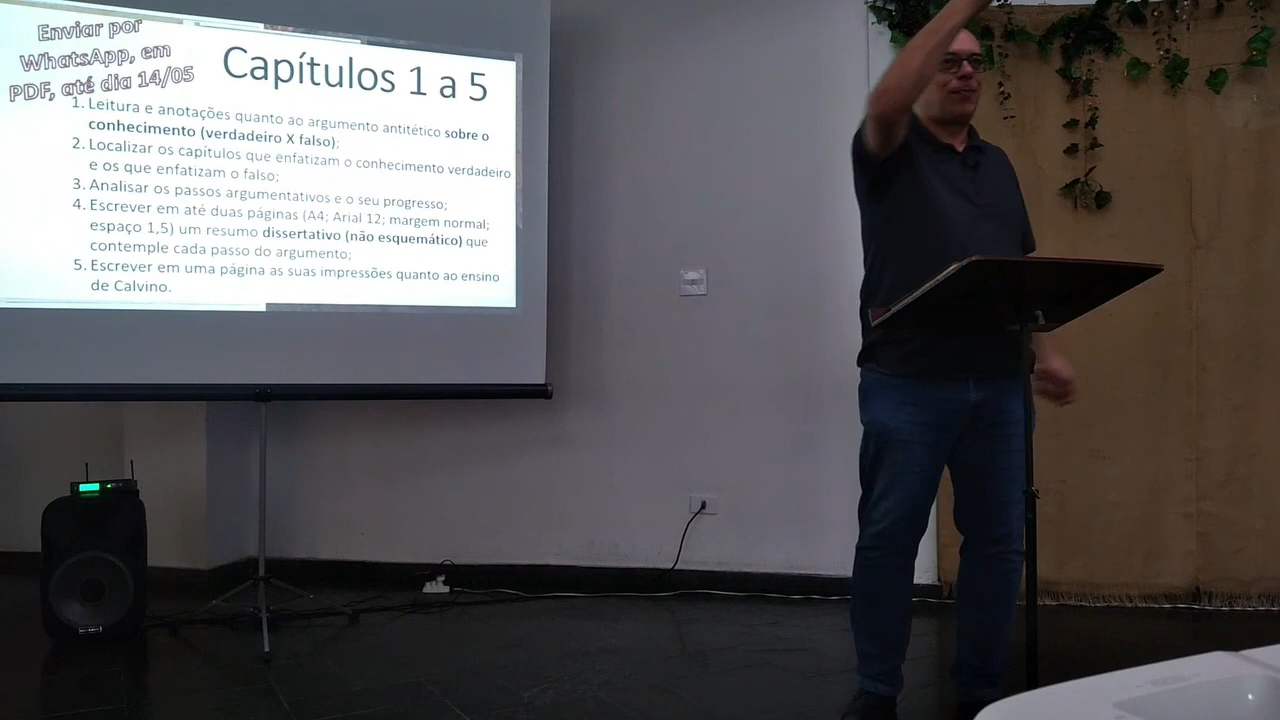 Enviar por
WhatsApp, em
PDF, até dia 14/05
Capítulos 1 a 5
1. Leitura e anotações quanto ao argumento antitético sobre o
conhecimento (verdadeiro X falso);
2. Localizar os capítulos que enfatizam o conhecimento verdadeiro
e os que enfatizam o falso;
3. Analisar os passos argumentativos e o seu progresso;
4. Escrever em até duas páginas (A4; Arial 12; margem normal;
espaço 1,5) um resumo dissertativo (não esquemático) que
contemple cada passo do argumento;
5. Escrever em uma página as suas impressões quanto ao ensino
de Calvino.